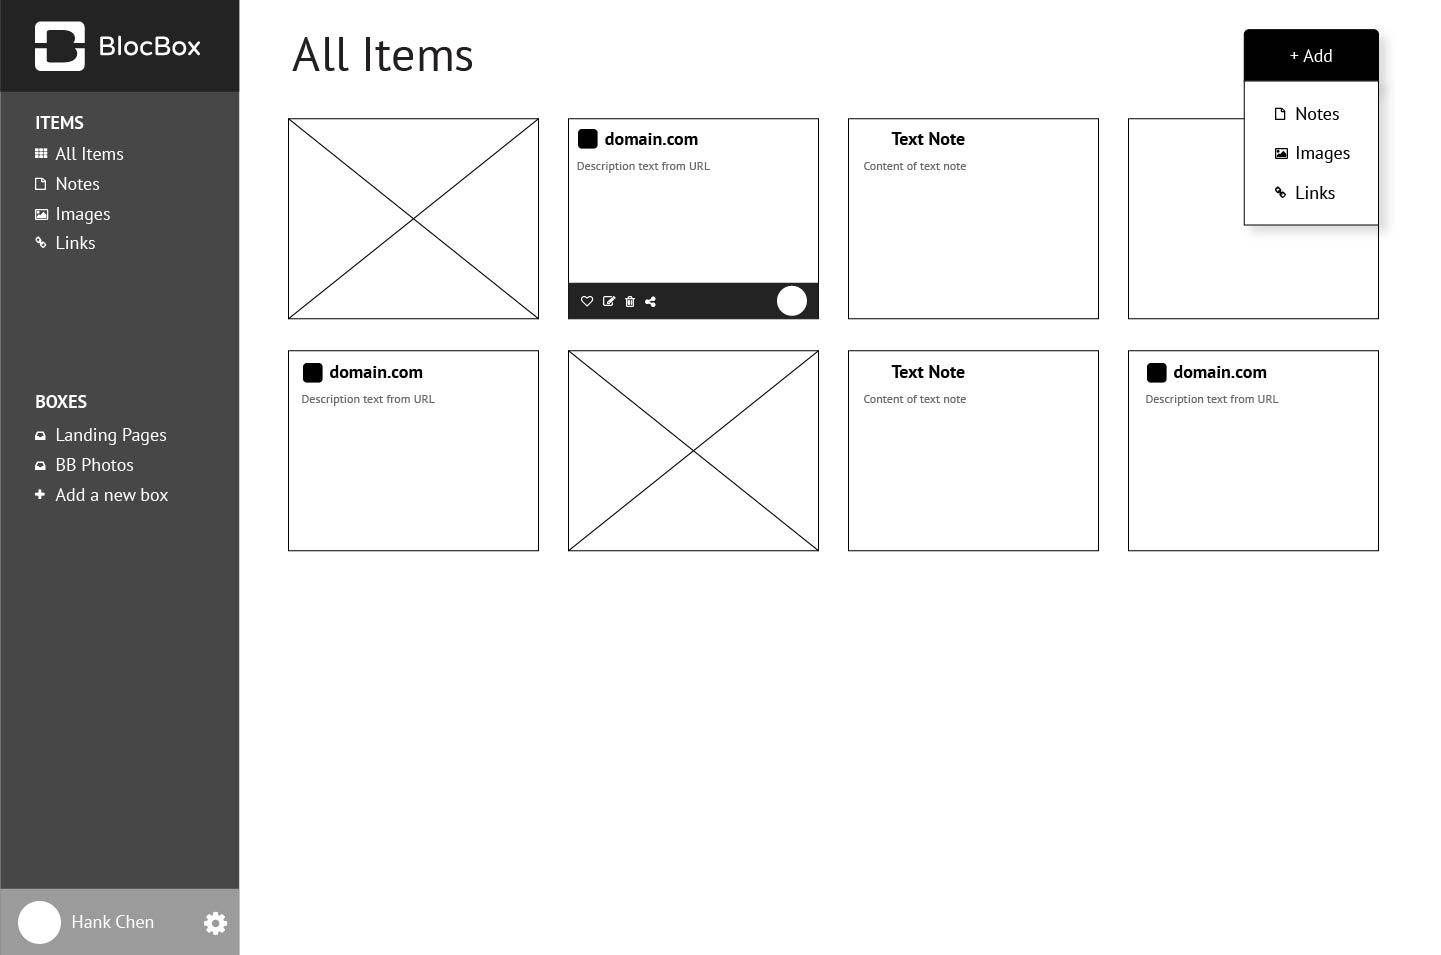 BlocBox
ITEMS
All Items
Notes
Images
Links
BOXES
Landing Pages
BB Photos
Add a new box
Hank Chen
All Items
+ Add
Notes
Images
Links
domain.com
Description text from URL
Text Note
Content of text note
domain.com
Description text from URL
Text Note
Content of text note
domain.com
Description text from URL